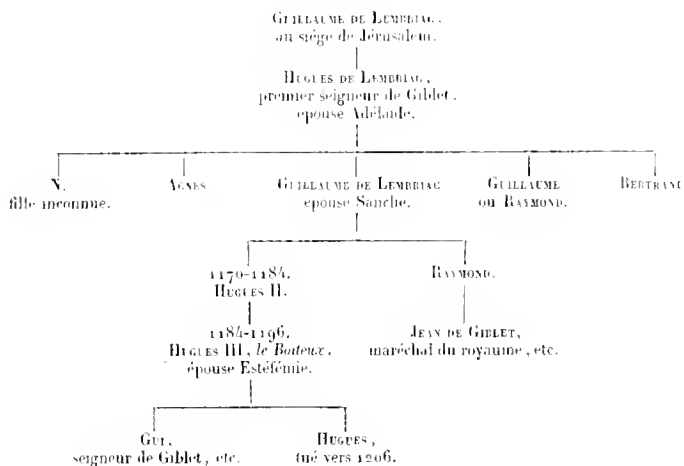 GUILLAUME DE LEMBRIAC,
au siége de Jérusalem.
HUGUES DE LEMBRIAC,
premier seigneur de Giblet,
épouse Adélaïde.
N.
fille inconnue.
AGNÈS
GUILLAUME DE LEMBRIAC
épouse Sanche.
GUILLAUME
ou RAYMOND.
BERTRAND
1170-1184.
HUGUES II.
RAYMOND.
1184-1196.
HUGUES III, le Boiteux,
épouse Estéfémie.
JEAN DE GIBLET,
maréchal du royaume, etc.
GUI,
seigneur de Giblet, etc.
HUGUES,
tué vers 1206.